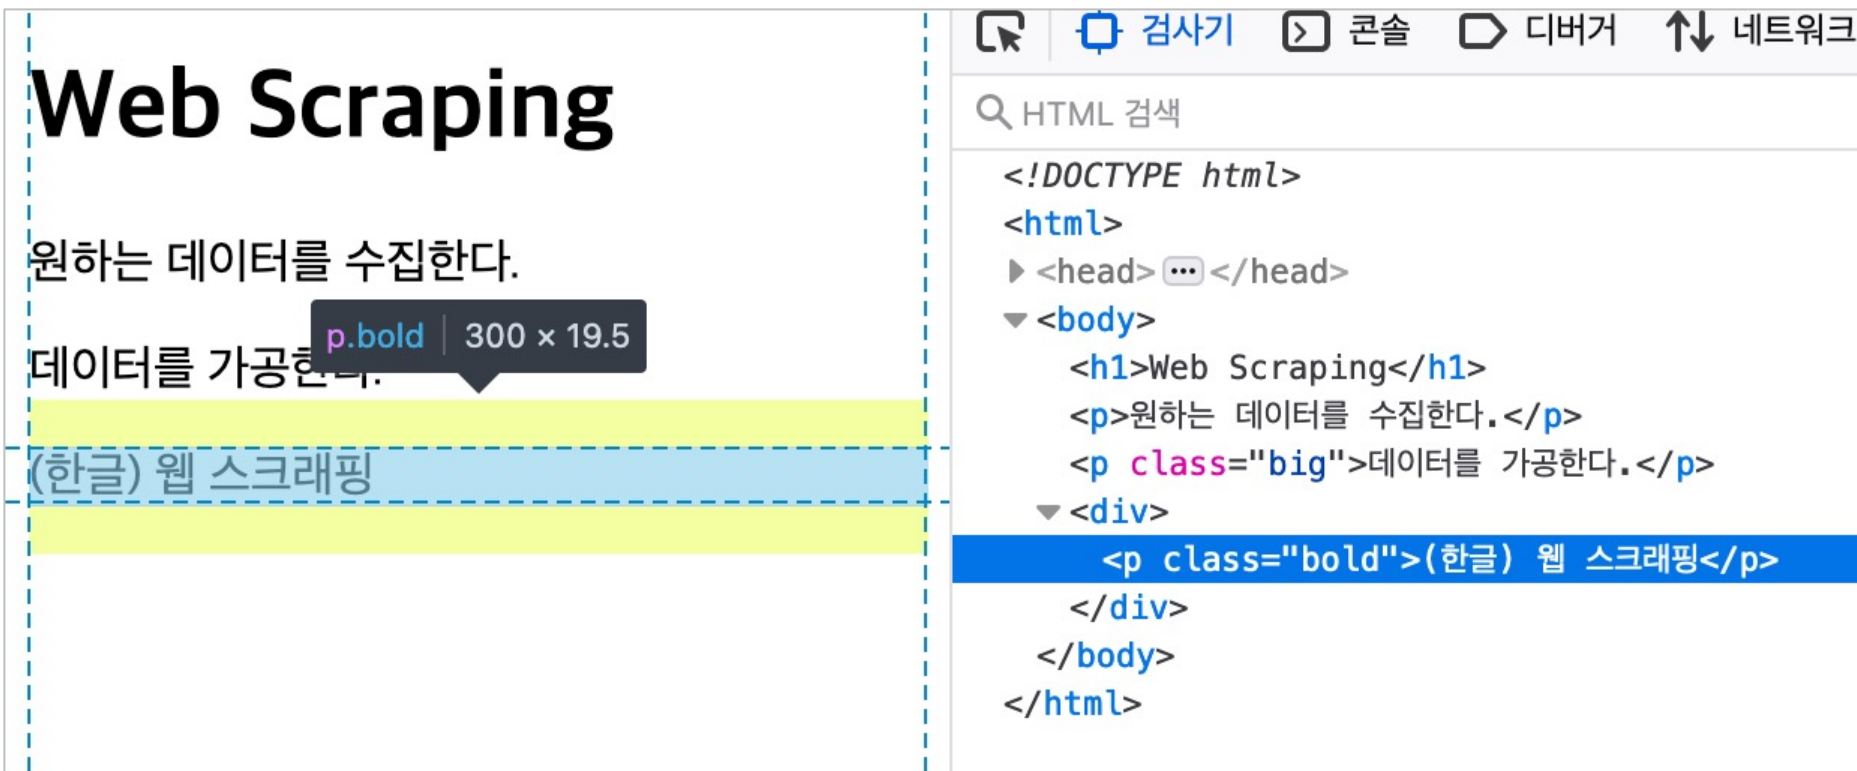 Web Scraping
원하는 데이터를 수집한다.
p.bold 300 × 19.5
데이터를 가공한다.
(한글) 웹 스크래핑
검사기 콘솔 디버거 네트워크
HTML 검색
<!DOCTYPE html>
<html>
<head> ••• </head>
<body>
<h1>Web Scraping</h1>
<p>원하는 데이터를 수집한다.</p>
<p class="big">데이터를 가공한다.</p>
<div>
<p class="bold">(한글) 웹 스크래핑</p>
</div>
</body>
</html>